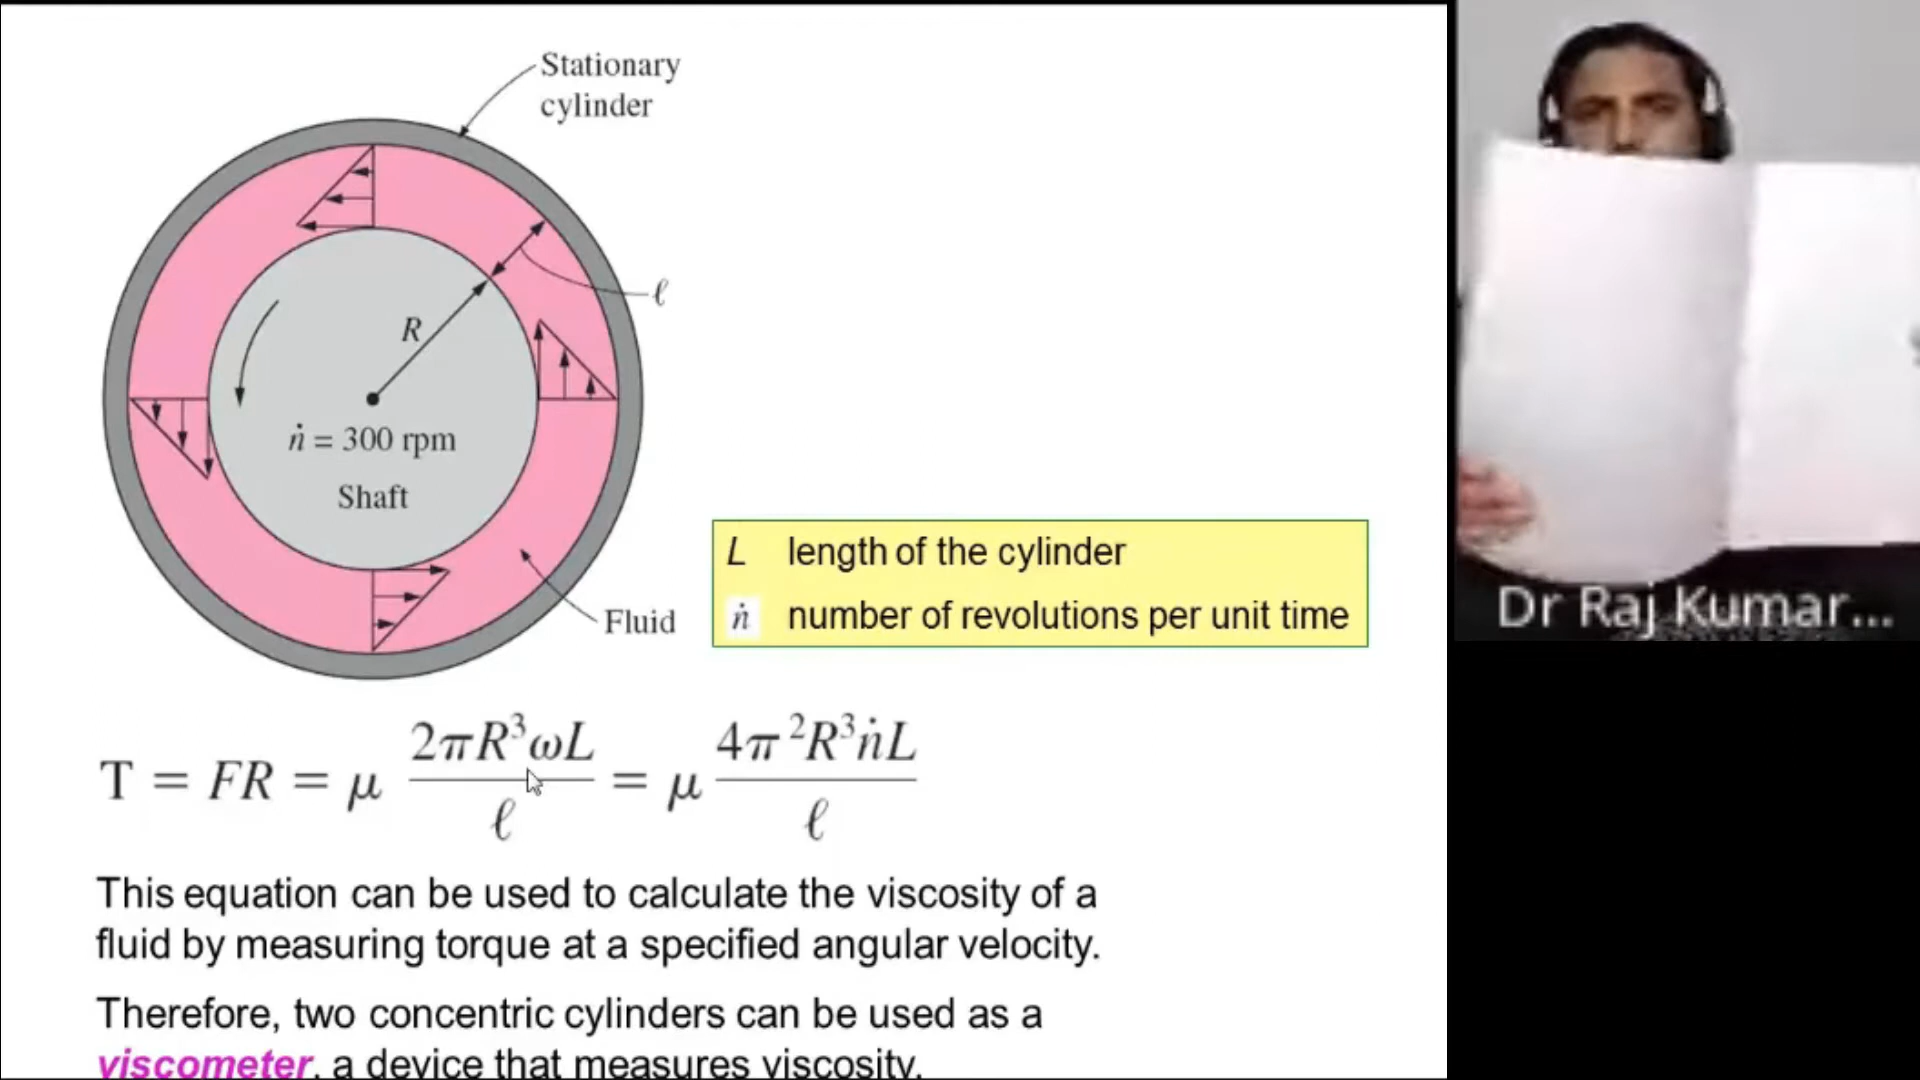 Stationary
cylinder
ℓ
R
ṅ = 300 rpm
Shaft
Fluid
L length of the cylinder
ṅ number of revolutions per unit time
T = FR = μ 2πR³ωL / ℓ = μ 4π²R³ṅL / ℓ
This equation can be used to calculate the viscosity of a
fluid by measuring torque at a specified angular velocity.
Therefore, two concentric cylinders can be used as a
viscometer, a device that measures viscosity.
Dr Raj Kumar...